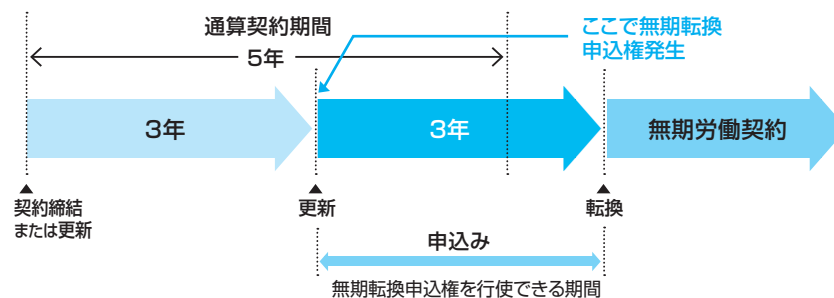 通算契約期間
5年
ここで無期転換
申込権発生
3年
3年
無期労働契約
▲
契約締結
または更新
▲
更新
▲
転換
申込み
無期転換申込権を行使できる期間